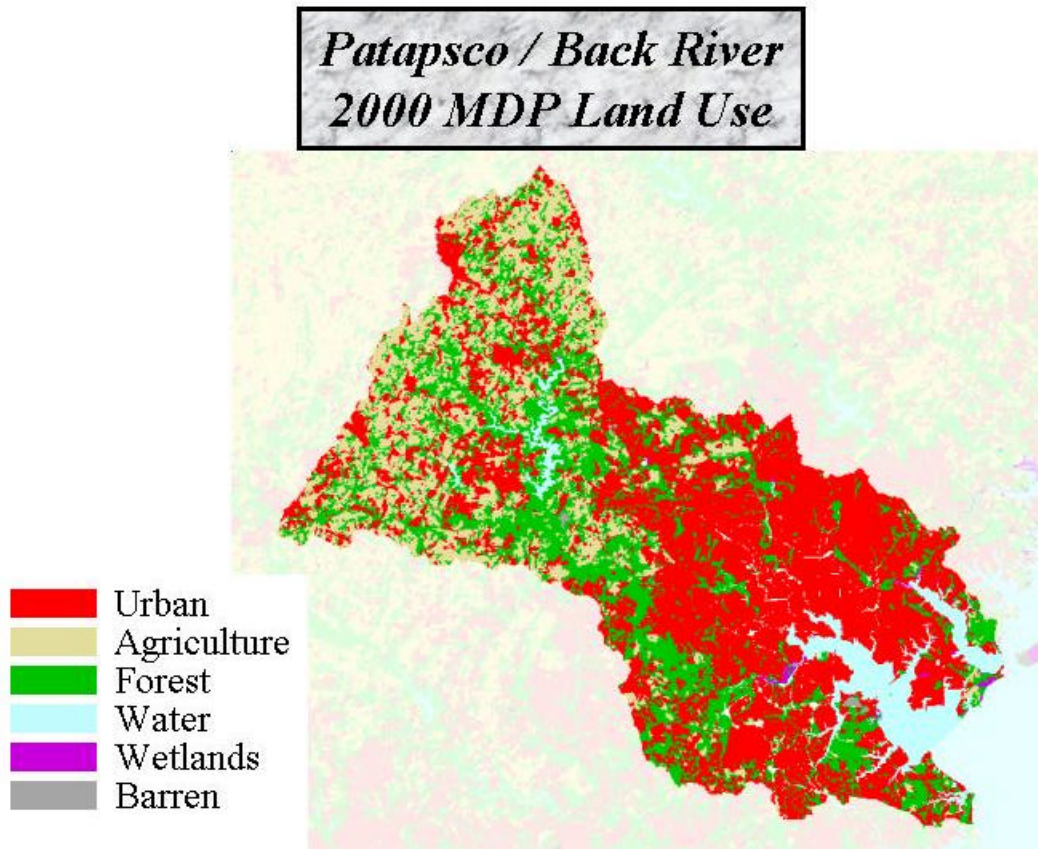 Patapsco / Back River
2000 MDP Land Use
Urban
Agriculture
Forest
Water
Wetlands
Barren